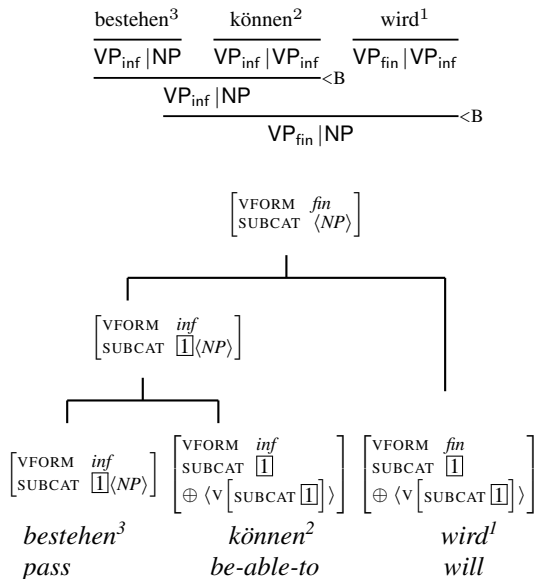 bestehen³ können² wird¹
VP_inf|NP VP_inf|VP_inf VP_fin|VP_inf
<B
VP_inf|NP
<B
VP_fin|NP
[VFORM fin
SUBCAT ⟨NP⟩]
[VFORM inf
SUBCAT [1]⟨NP⟩]
[VFORM inf
SUBCAT [1]⟨NP⟩]
[VFORM inf
SUBCAT [1]
⊕ ⟨V[SUBCAT [1]]⟩]
[VFORM fin
SUBCAT [1]
⊕ ⟨V[SUBCAT [1]]⟩]
bestehen³ können² wird¹
pass be-able-to will